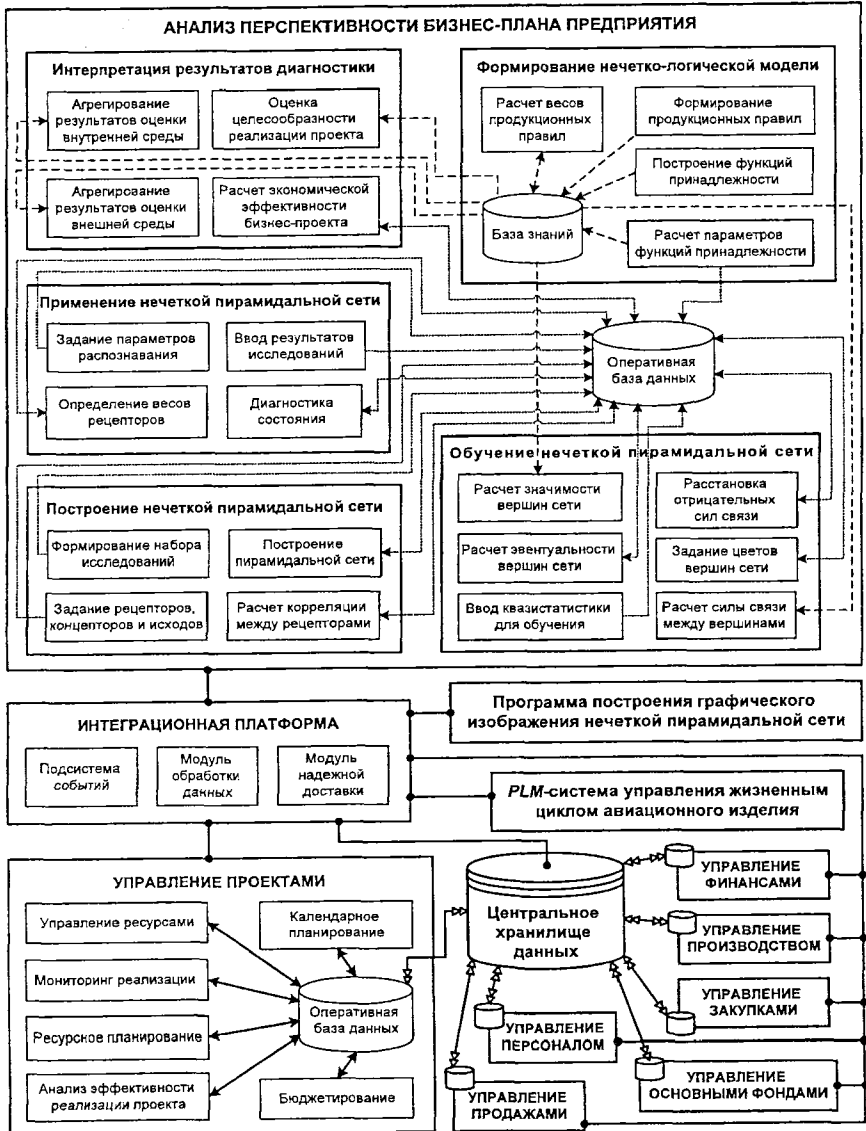 АНАЛИЗ ПЕРСПЕКТИВНОСТИ БИЗНЕС-ПЛАНА ПРЕДПРИЯТИЯ
Интерпретация результатов диагностики
Агрегирование
результатов оценки
внутренней среды
Оценка
целесообразности
реализации проекта
Агрегирование
результатов оценки
внешней среды
Расчет экономической
эффективности
бизнес-проекта
Формирование нечетко-логической модели
Расчет весов
продукционных
правил
Формирование
продукционных правил
Построение функций
принадлежности
База знаний
Расчет параметров
функций принадлежности
Применение нечеткой пирамидальной сети
Задание параметров
распознавания
Ввод результатов
исследований
Определение весов
рецепторов
Диагностика
состояния
Оперативная
база данных
Построение нечеткой пирамидальной сети
Формирование набора
исследований
Построение
пирамидальной сети
Задание рецепторов,
концепторов и исходов
Расчет корреляции
между рецепторами
Обучение нечеткой пирамидальной сети
Расчет значимости
вершин сети
Расстановка
отрицательных
сил связи
Расчет эвентуальности
вершин сети
Задание цветов
вершин сети
Ввод квазистатистики
для обучения
Расчет силы связи
между вершинами
ИНТЕГРАЦИОННАЯ ПЛАТФОРМА
Подсистема
событий
Модуль
обработки
данных
Модуль
надежной
доставки
Программа построения графического
изображения нечеткой пирамидальной сети
PLM-система управления жизненным
циклом авиационного изделия
УПРАВЛЕНИЕ ПРОЕКТАМИ
Управление ресурсами
Календарное
планирование
Мониторинг реализации
Оперативная
база данных
Ресурсное планирование
Анализ эффективности
реализации проекта
Бюджетирование
Центральное
хранилище
данных
УПРАВЛЕНИЕ
ФИНАНСАМИ
УПРАВЛЕНИЕ
ПРОИЗВОДСТВОМ
УПРАВЛЕНИЕ
ЗАКУПКАМИ
УПРАВЛЕНИЕ
ПЕРСОНАЛОМ
УПРАВЛЕНИЕ
ОСНОВНЫМИ ФОНДАМИ
УПРАВЛЕНИЕ
ПРОДАЖАМИ